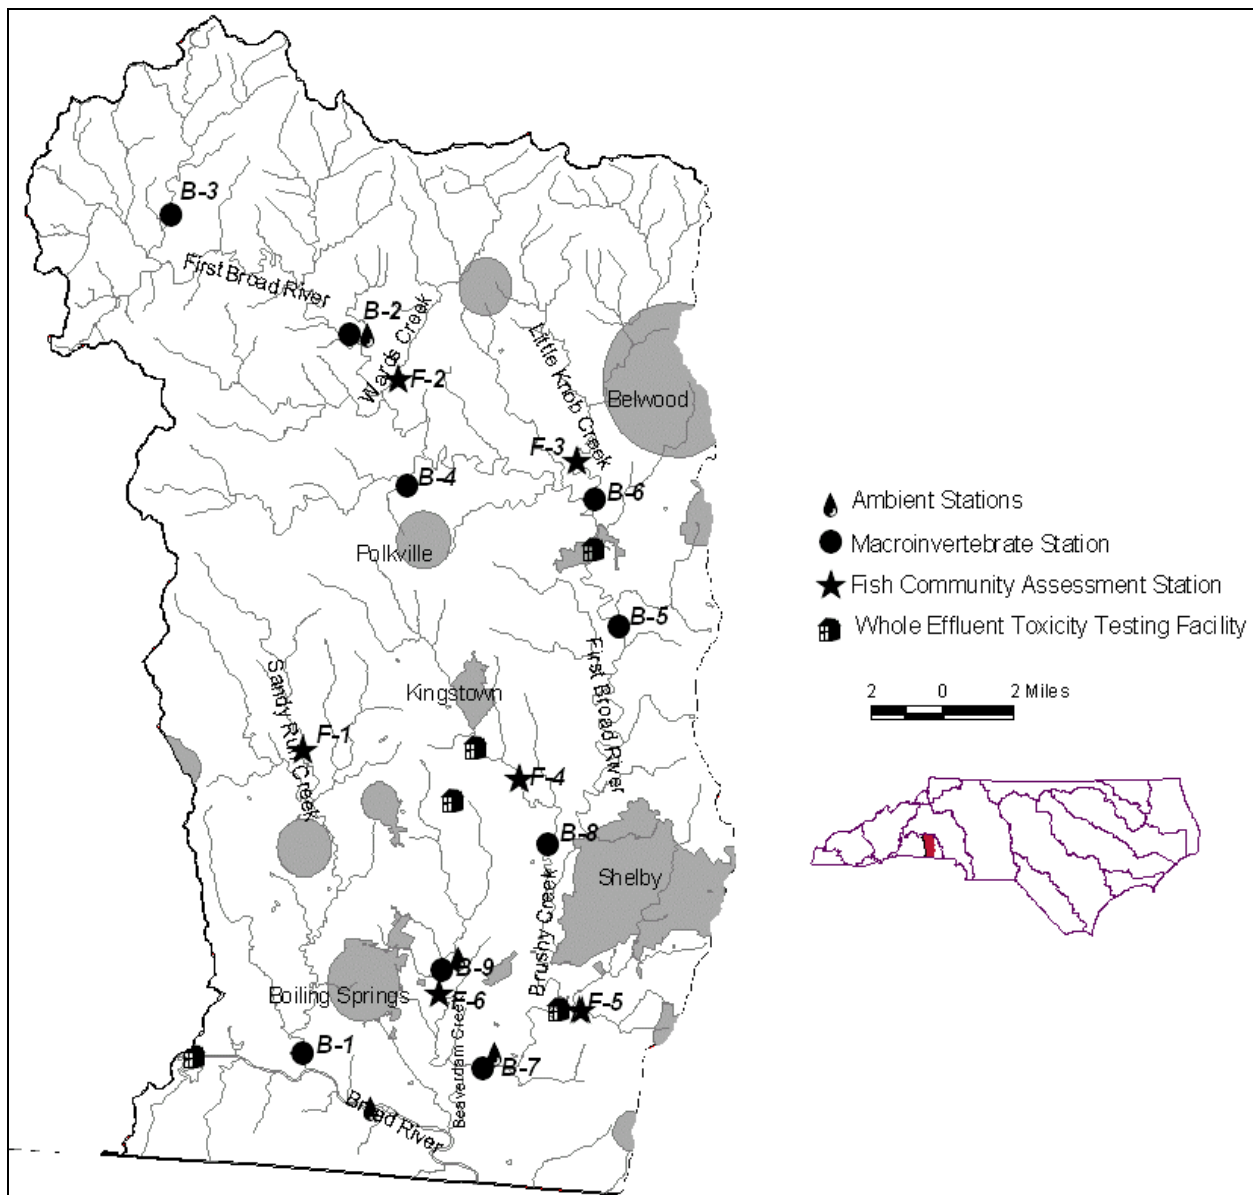 B-3
First Broad River
B-2
Wards Creek
F-2
Little Knob Creek
Belwood
F-3
B-4
B-6
Polkville
B-5
First Broad River
Kingstown
Sandy Run Creek
F-1
F-4
B-8
Shelby
Brushy Creek
B-9
Boiling Springs
F-6
F-5
Beaverdam Creek
B-1
B-7
Broad River
Ambient Stations
Macroinvertebrate Station
Fish Community Assessment Station
Whole Effluent Toxicity Testing Facility
2 0 2 Miles